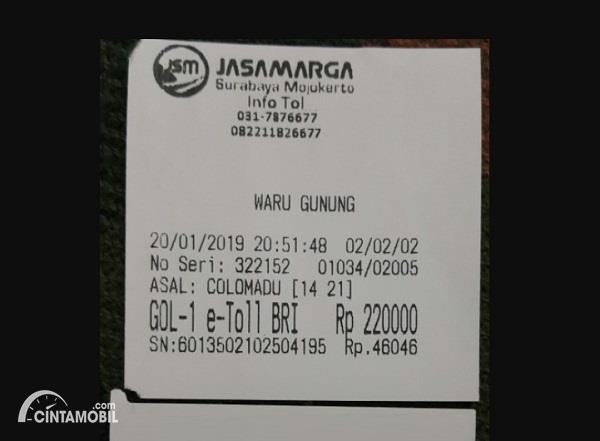 JSM JASAMARGA
Surabaya Mojokerto
Info Tol
031-7876677
082211826677
WARU GUNUNG
20/01/2019 20:51:48 02/02/02
No Seri: 322152 01034/02005
ASAL: COLOMADU [14 21]
GOL-1 e-Toll BRI Rp 220000
SN:6013502102504195 Rp.46046
CINTAMOBIL.com